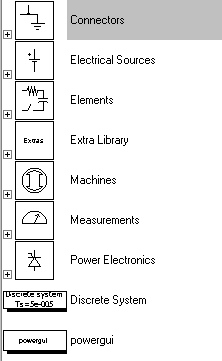 Connectors
Electrical Sources
Elements
Extras Extra Library
Machines
Measurements
Power Electronics
Discrete system
Ts=5e-005 Discrete System
powergui powergui